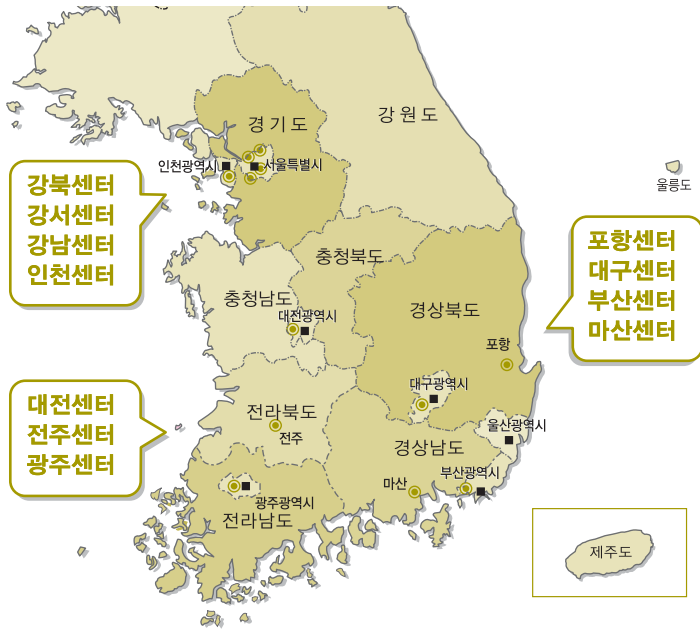 경기도
강원도
인천광역시
서울특별시
울릉도
강북센터
강서센터
강남센터
인천센터
충청북도
충청남도
대전광역시
경상북도
포항
포항센터
대구센터
부산센터
마산센터
대구광역시
대전센터
전주센터
광주센터
전라북도
전주
울산광역시
경상남도
부산광역시
마산
광주광역시
전라남도
제주도